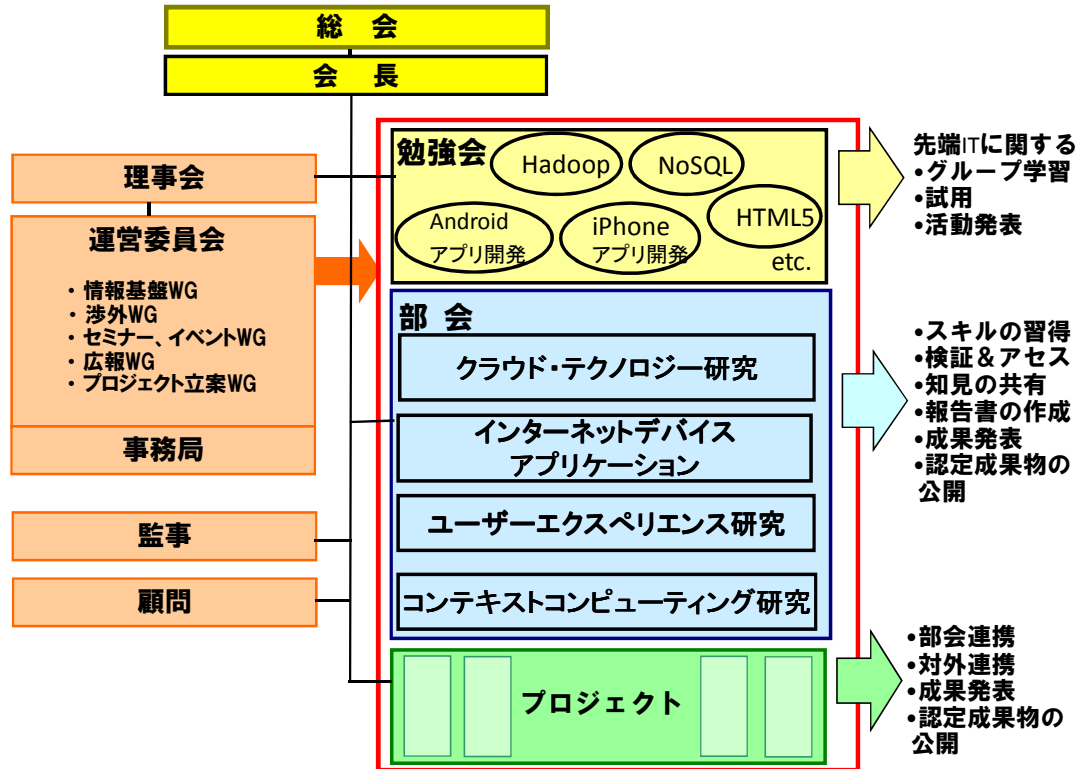 総 会
会 長
理事会
運営委員会
・ 情報基盤WG
・ 渉外WG
・ セミナー、イベントWG
・ 広報WG
・ プロジェクト立案WG
事務局
監事
顧問
勉強会
Hadoop
NoSQL
Android
アプリ開発
iPhone
アプリ開発
HTML5
etc.
部 会
クラウド・テクノロジー研究
インターネットデバイス
アプリケーション
ユーザーエクスペリエンス研究
コンテキストコンピューティング研究
プロジェクト
先端ITに関する
•グループ学習
•試用
•活動発表
•スキルの習得
•検証＆アセス
•知見の共有
•報告書の作成
•成果発表
•認定成果物の
公開
•部会連携
•対外連携
•成果発表
•認定成果物の
公開